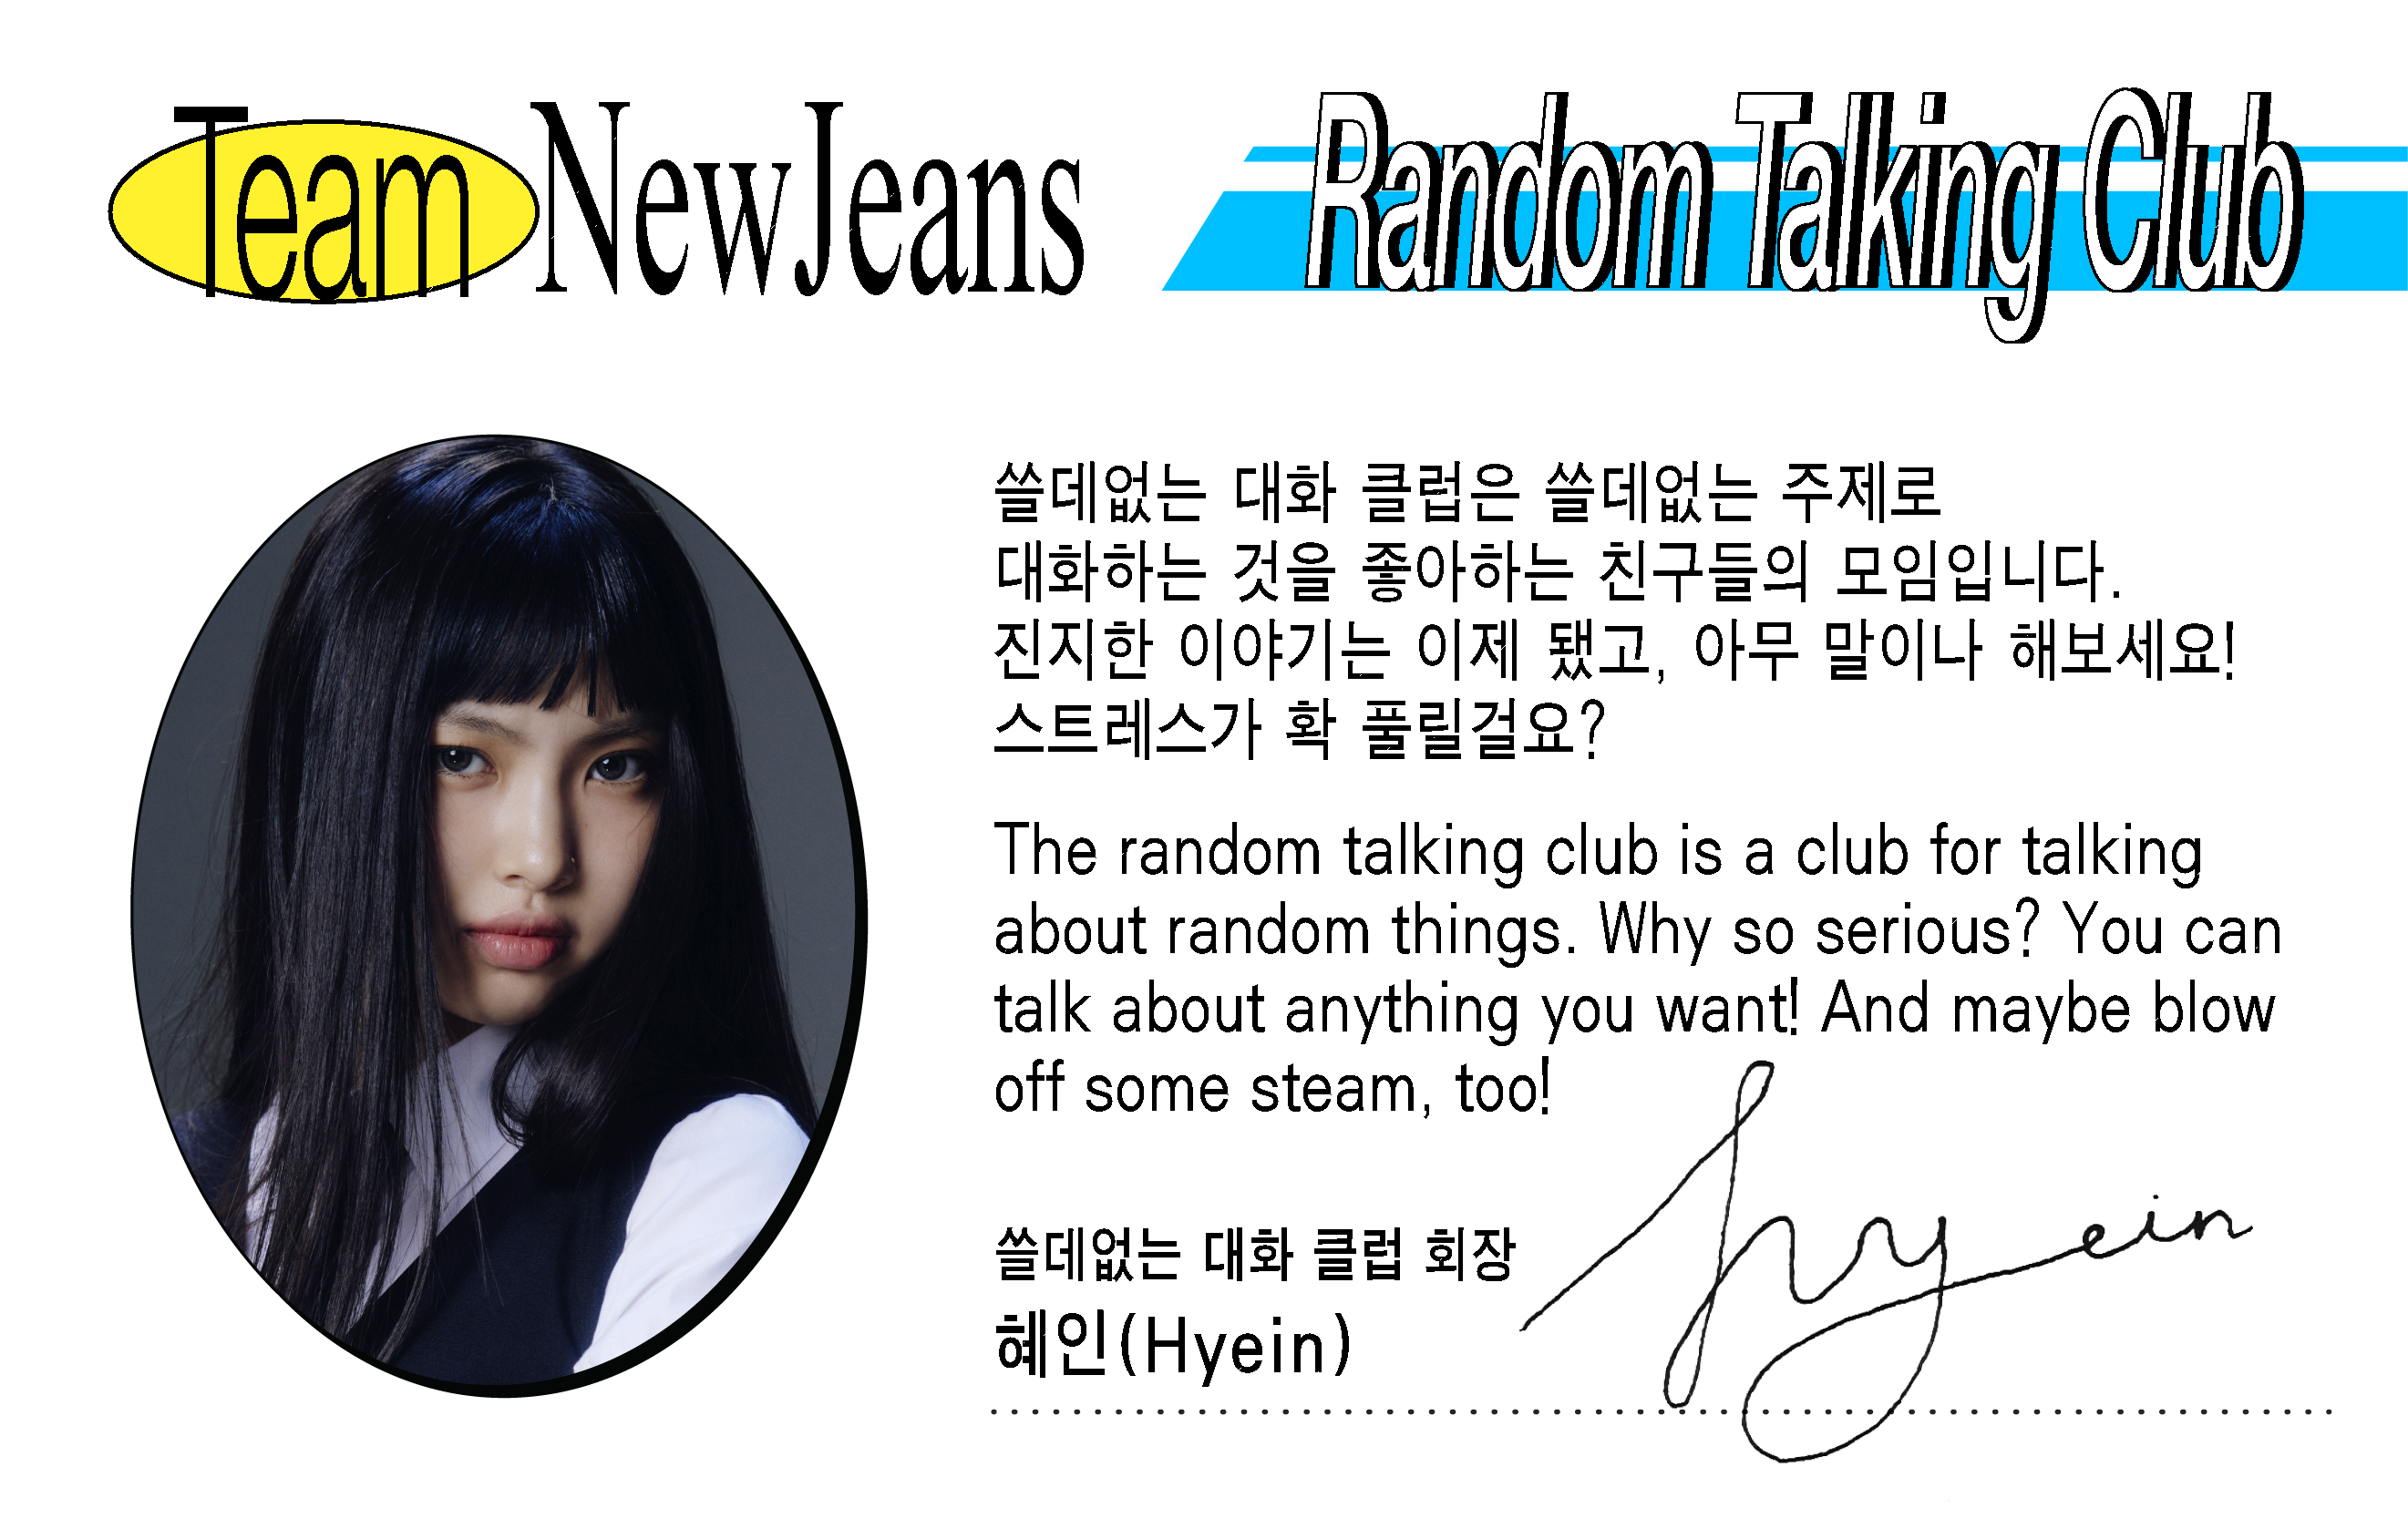 Team NewJeans
Random Talking Club
쓸데없는 대화 클럽은 쓸데없는 주제로
대화하는 것을 좋아하는 친구들의 모임입니다.
진지한 이야기는 이제 됐고, 아무 말이나 해보세요!
스트레스가 확 풀릴걸요?
The random talking club is a club for talking
about random things. Why so serious? You can
talk about anything you want! And maybe blow
off some steam, too!
쓸데없는 대화 클럽 회장
혜인(Hyein)
hyein